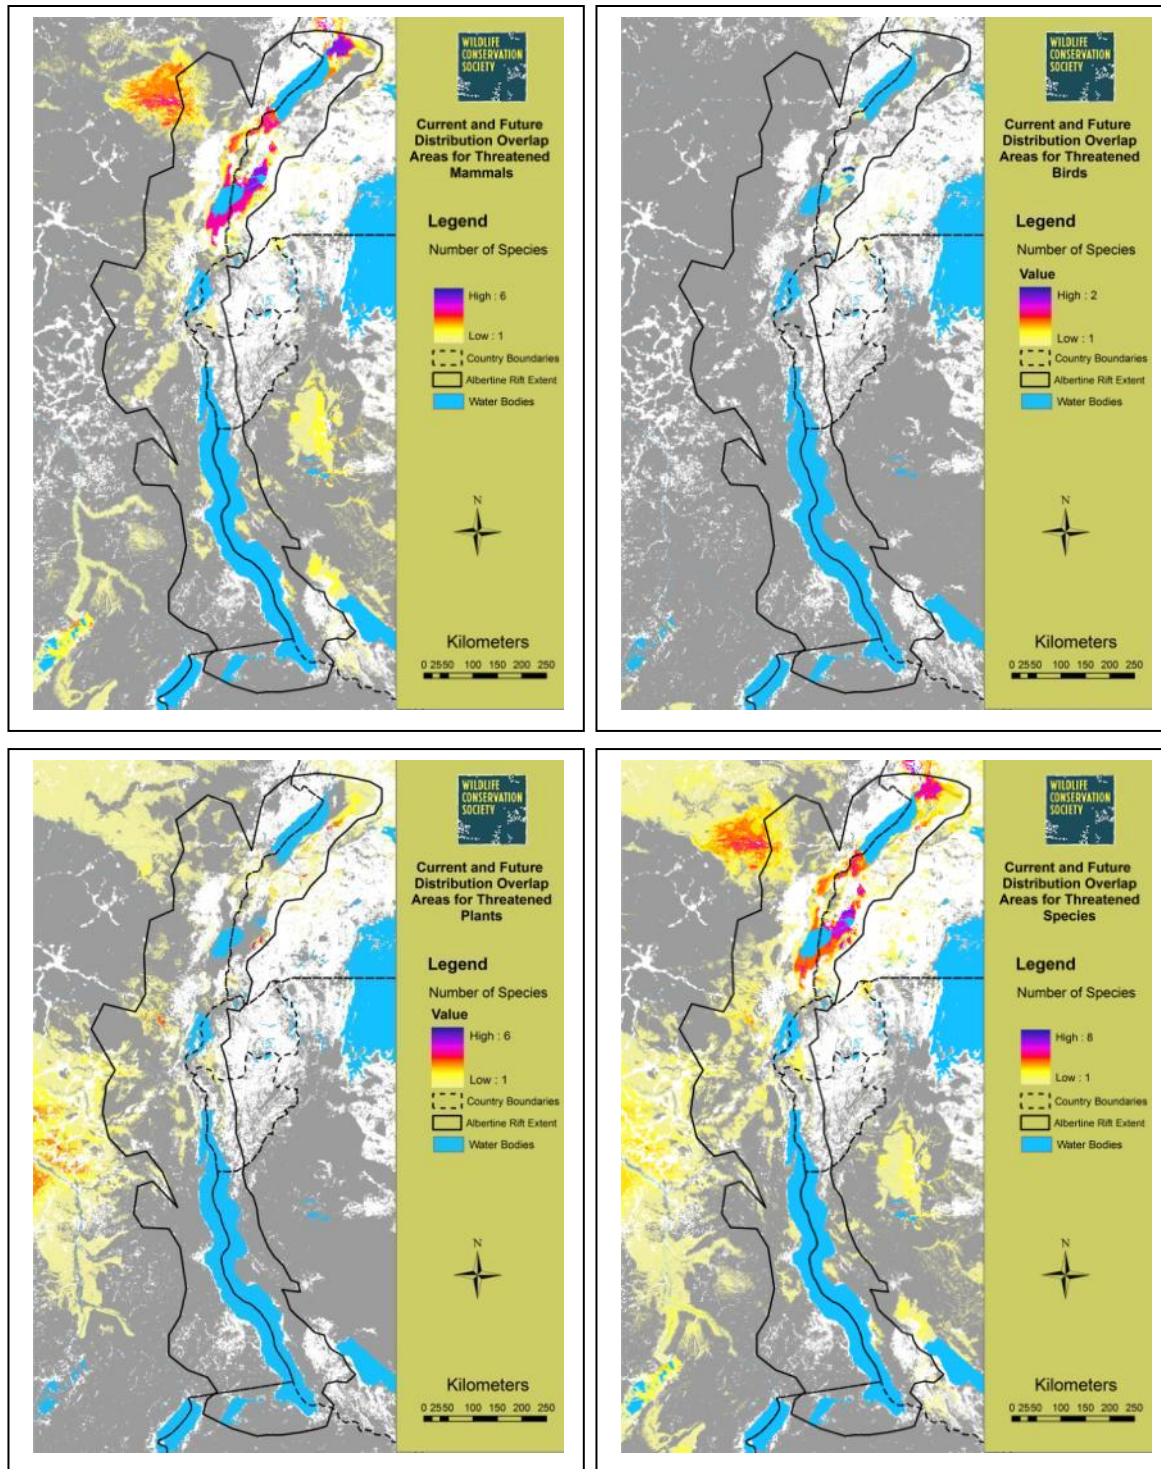 WILDLIFE
CONSERVATION
SOCIETY
Current and Future
Distribution Overlap
Areas for Threatened
Mammals
Legend
Number of Species
High : 6
Low : 1
Country Boundaries
Albertine Rift Extent
Water Bodies
N
Kilometers
0 25 50 100 150 200 250
WILDLIFE
CONSERVATION
SOCIETY
Current and Future
Distribution Overlap
Areas for Threatened
Birds
Legend
Number of Species
Value
High : 2
Low : 1
Country Boundaries
Albertine Rift Extent
Water Bodies
N
Kilometers
0 25 50 100 150 200 250
WILDLIFE
CONSERVATION
SOCIETY
Current and Future
Distribution Overlap
Areas for Threatened
Plants
Legend
Number of Species
Value
High : 6
Low : 1
Country Boundaries
Albertine Rift Extent
Water Bodies
N
Kilometers
0 25 50 100 150 200 250
WILDLIFE
CONSERVATION
SOCIETY
Current and Future
Distribution Overlap
Areas for Threatened
Species
Legend
Number of Species
High : 8
Low : 1
Country Boundaries
Albertine Rift Extent
Water Bodies
N
Kilometers
0 25 50 100 150 200 250